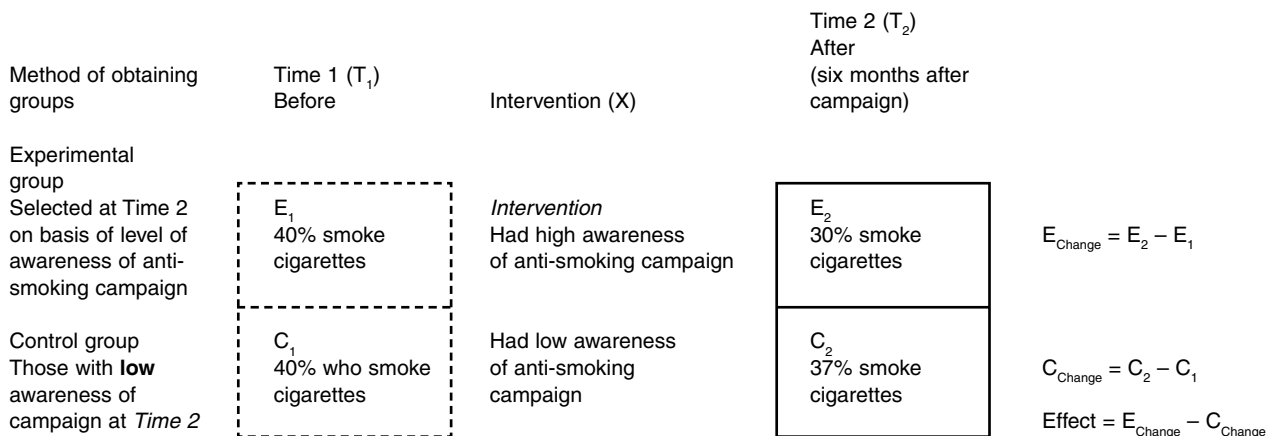 Time 2 (T₂)
After
Method of obtaining Time 1 (T₁) (six months after
groups Before Intervention (X) campaign)
Experimental
group
Selected at Time 2 E₁ Intervention E₂
on basis of level of 40% smoke Had high awareness 30% smoke E_Change = E₂ – E₁
awareness of anti- cigarettes of anti-smoking campaign cigarettes
smoking campaign
Control group C₁ Had low awareness C₂
Those with low 40% who smoke of anti-smoking 37% smoke C_Change = C₂ – C₁
awareness of cigarettes campaign cigarettes
campaign at Time 2 Effect = E_Change – C_Change